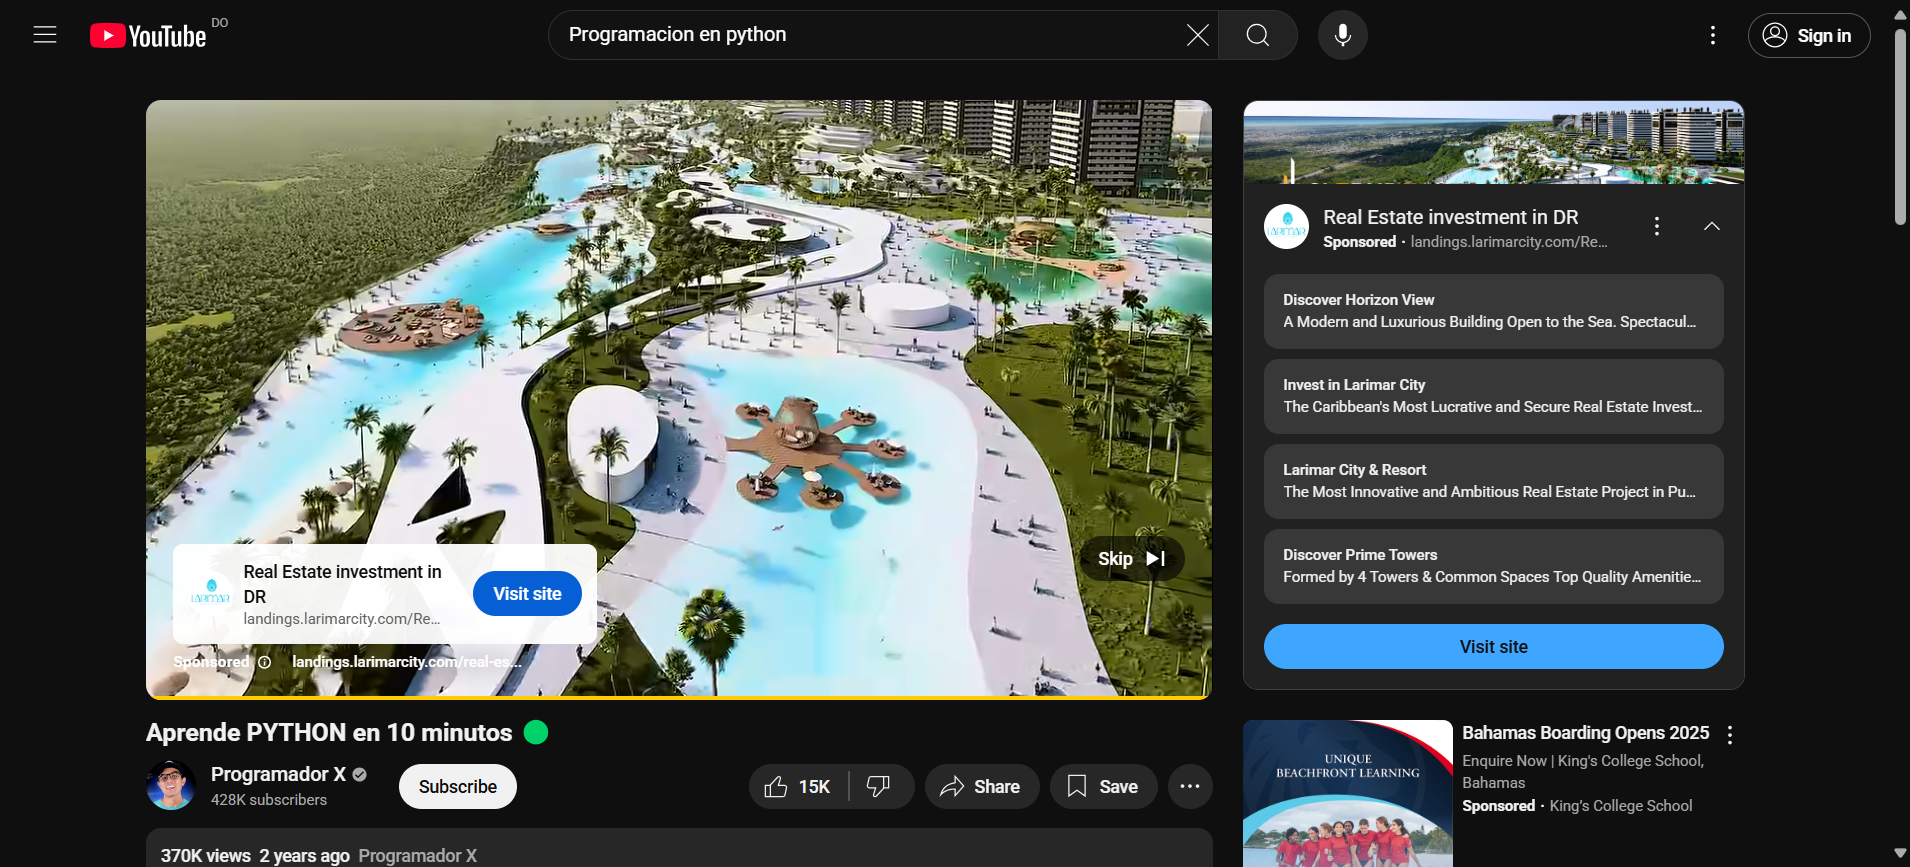 YouTube DO
Programacion en python
Sign in
Skip
LARIMAR
Real Estate investment in
DR
landings.larimarcity.com/Re...
Visit site
Sponsored
landings.larimarcity.com/real-es...
Aprende PYTHON en 10 minutos
Programador X
428K subscribers
Subscribe
15K
Share
Save
370K views 2 years ago Programador X
LARIMAR
Real Estate investment in DR
Sponsored · landings.larimarcity.com/Re...
Discover Horizon View
A Modern and Luxurious Building Open to the Sea. Spectacul...
Invest in Larimar City
The Caribbean's Most Lucrative and Secure Real Estate Invest...
Larimar City & Resort
The Most Innovative and Ambitious Real Estate Project in Pu...
Discover Prime Towers
Formed by 4 Towers & Common Spaces Top Quality Amenitie...
Visit site
UNIQUE
BEACHFRONT LEARNING
Bahamas Boarding Opens 2025
Enquire Now | King's College School,
Bahamas
Sponsored · King's College School